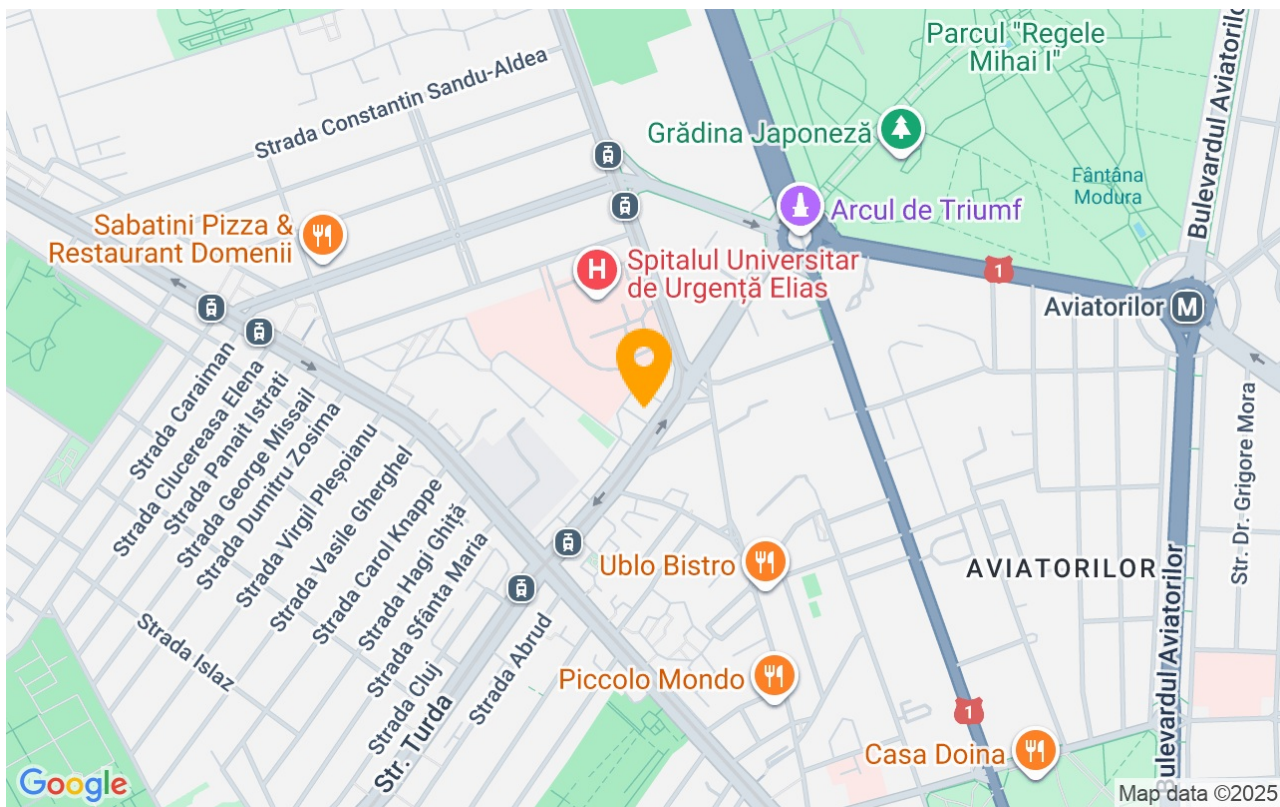 Parcul "Regele
Mihai I"
Bulevardul Aviatorilo
Strada Constantin Sandu-Aldea
Grădina Japoneză
Fântâna
Modura
Sabatini Pizza &
Restaurant Domenii
Arcul de Triumf
Spitalul Universitar
de Urgență Elias
1
H
Aviatorilor
M
Strada Caraiman
Strada Clucereasa Elena
Strada Panait Istrati
Strada George Missail
Strada Dumitru Zosima
Strada Virgil Pleșoianu
Strada Vasile Gherghel
Strada Carol Knappe
Strada Hagi Ghiță
Strada Sfânta Maria
Strada Cluj
Str. Turda
Strada Abrud
Strada Islaz
Str. Dr. Grigore Mora
Ublo Bistro
AVIATORILOR
Bulevardul Aviatorilor
Piccolo Mondo
1
Casa Doina
Google
Map data ©2025